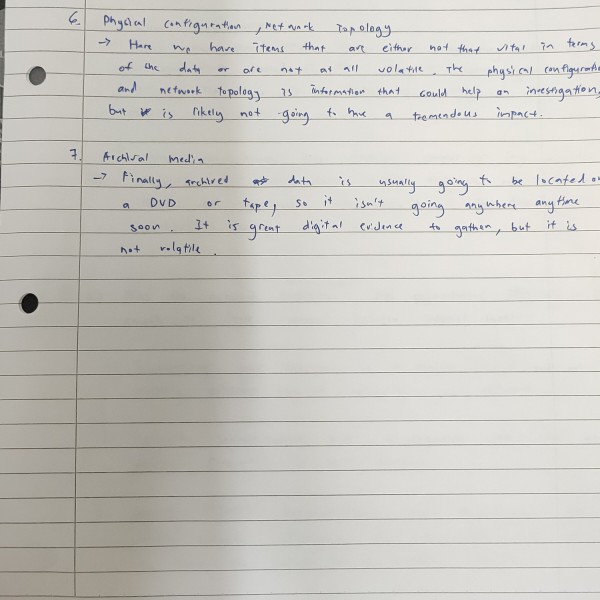 6. Physical configuration, Network Topology
→ Here we have items that are either not that vital in terms
of the data or are not at all volatile. The physical configuratio
and network topology is information that could help an investigation,
but is likely not going to have a tremendous impact.
7. Archival media
→ Finally, archived data is usually going to be located o
a DVD or tape, so it isn't going anywhere anytime
soon. It is great digital evidence to gather, but it is
not volatile.